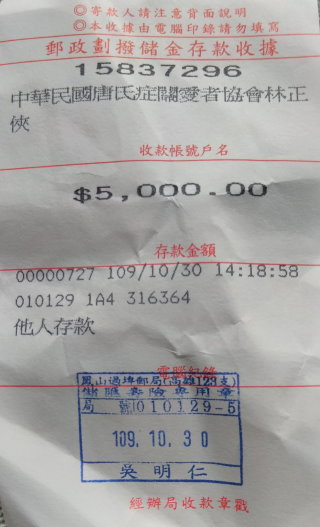 ◎寄款人請注意背面說明
◎本收據由電腦印錄請勿填寫
郵政劃撥儲金存款收據
15837296
中華民國唐氏症關愛者協會林正
俠
收款帳號戶名
$5,000.00
存款金額
00000727 109/10/30 14:18:58
010129 1A4 316364
他人存款
電腦紀錄
鳳山過埤郵局(高雄129支)
局 號010129-5
109.10.30
吳明仁
經辦局收款章戳